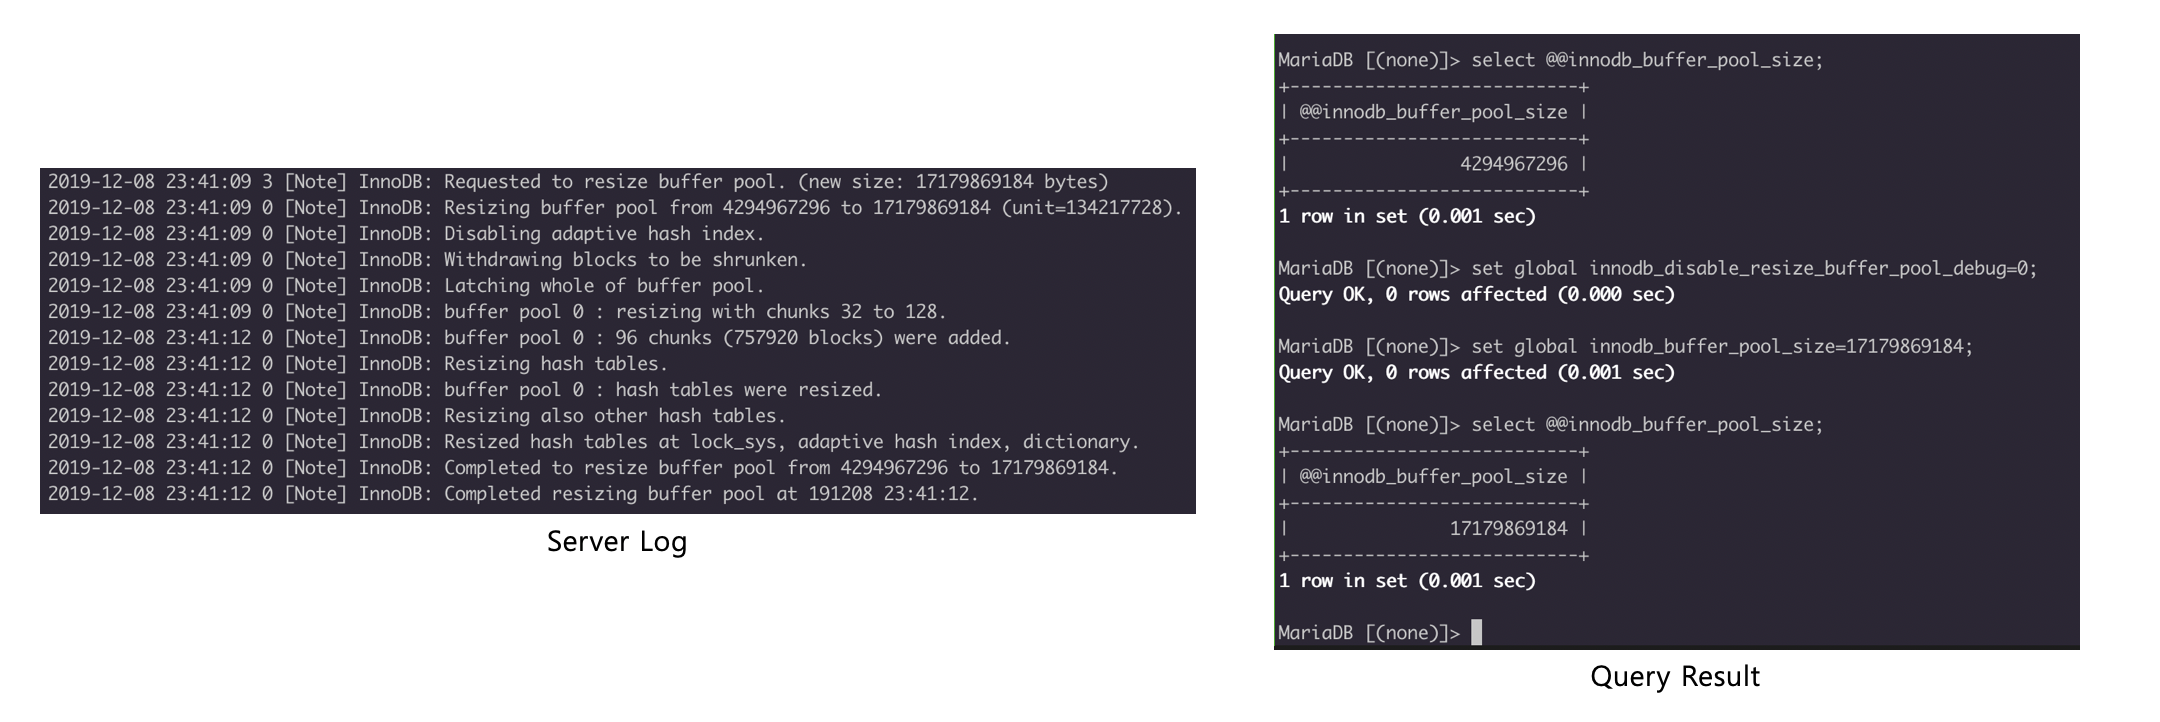 2019-12-08 23:41:09 3 [Note] InnoDB: Requested to resize buffer pool. (new size: 17179869184 bytes)
2019-12-08 23:41:09 0 [Note] InnoDB: Resizing buffer pool from 4294967296 to 17179869184 (unit=134217728).
2019-12-08 23:41:09 0 [Note] InnoDB: Disabling adaptive hash index.
2019-12-08 23:41:09 0 [Note] InnoDB: Withdrawing blocks to be shrunken.
2019-12-08 23:41:09 0 [Note] InnoDB: Latching whole of buffer pool.
2019-12-08 23:41:09 0 [Note] InnoDB: buffer pool 0 : resizing with chunks 32 to 128.
2019-12-08 23:41:12 0 [Note] InnoDB: buffer pool 0 : 96 chunks (757920 blocks) were added.
2019-12-08 23:41:12 0 [Note] InnoDB: Resizing hash tables.
2019-12-08 23:41:12 0 [Note] InnoDB: buffer pool 0 : hash tables were resized.
2019-12-08 23:41:12 0 [Note] InnoDB: Resizing also other hash tables.
2019-12-08 23:41:12 0 [Note] InnoDB: Resized hash tables at lock_sys, adaptive hash index, dictionary.
2019-12-08 23:41:12 0 [Note] InnoDB: Completed to resize buffer pool from 4294967296 to 17179869184.
2019-12-08 23:41:12 0 [Note] InnoDB: Completed resizing buffer pool at 191208 23:41:12.
Server Log
MariaDB [(none)]> select @@innodb_buffer_pool_size;
+---------------------------+
| @@innodb_buffer_pool_size |
+---------------------------+
|                4294967296 |
+---------------------------+
1 row in set (0.001 sec)
MariaDB [(none)]> set global innodb_disable_resize_buffer_pool_debug=0;
Query OK, 0 rows affected (0.000 sec)
MariaDB [(none)]> set global innodb_buffer_pool_size=17179869184;
Query OK, 0 rows affected (0.001 sec)
MariaDB [(none)]> select @@innodb_buffer_pool_size;
+---------------------------+
| @@innodb_buffer_pool_size |
+---------------------------+
|               17179869184 |
+---------------------------+
1 row in set (0.001 sec)
MariaDB [(none)]>
Query Result